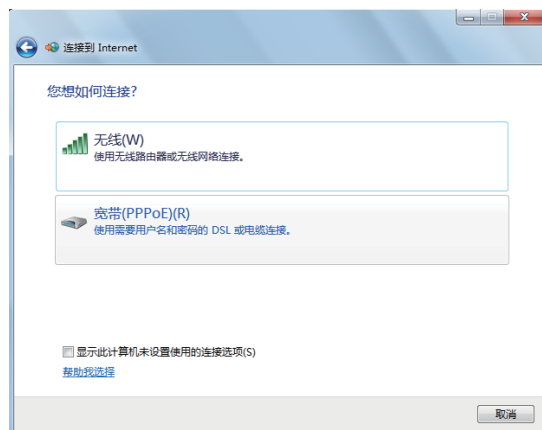 连接到 Internet
您想如何连接?
无线(W)
使用无线路由器或无线网络连接。
宽带(PPPoE)(R)
使用需要用户名和密码的 DSL 或电缆连接。
显示此计算机未设置使用的连接选项(S)
帮助我选择
取消